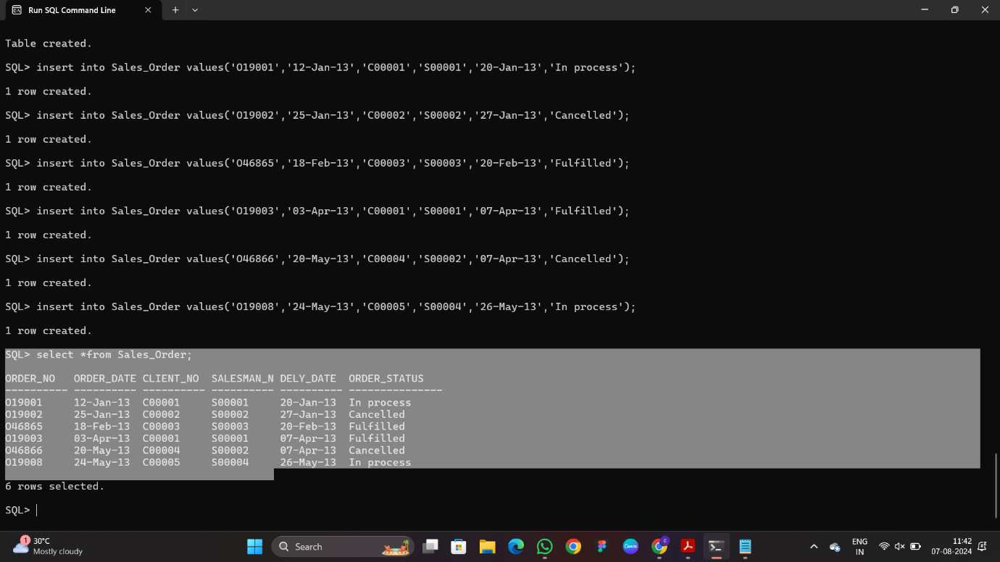 Run SQL Command Line
Table created.
SQL> insert into Sales_Order values('O19001','12-Jan-13','C00001','S00001','20-Jan-13','In process');
1 row created.
SQL> insert into Sales_Order values('O19002','25-Jan-13','C00002','S00002','27-Jan-13','Cancelled');
1 row created.
SQL> insert into Sales_Order values('O46865','18-Feb-13','C00003','S00003','20-Feb-13','Fulfilled');
1 row created.
SQL> insert into Sales_Order values('O19003','03-Apr-13','C00001','S00001','07-Apr-13','Fulfilled');
1 row created.
SQL> insert into Sales_Order values('O46866','20-May-13','C00004','S00002','07-Apr-13','Cancelled');
1 row created.
SQL> insert into Sales_Order values('O19008','24-May-13','C00005','S00004','26-May-13','In process');
1 row created.
SQL> select *from Sales_Order;
ORDER_NO   ORDER_DATE CLIENT_NO  SALESMAN_N DELY_DATE  ORDER_STATUS
---------- ---------- ---------- ---------- ---------- ---------------
O19001     12-Jan-13  C00001     S00001     20-Jan-13  In process
O19002     25-Jan-13  C00002     S00002     27-Jan-13  Cancelled
O46865     18-Feb-13  C00003     S00003     20-Feb-13  Fulfilled
O19003     03-Apr-13  C00001     S00001     07-Apr-13  Fulfilled
O46866     20-May-13  C00004     S00002     07-Apr-13  Cancelled
O19008     24-May-13  C00005     S00004     26-May-13  In process
6 rows selected.
SQL>
1
30°C
Mostly cloudy
Search
Canva
C
ENG
IN
11:42
07-08-2024